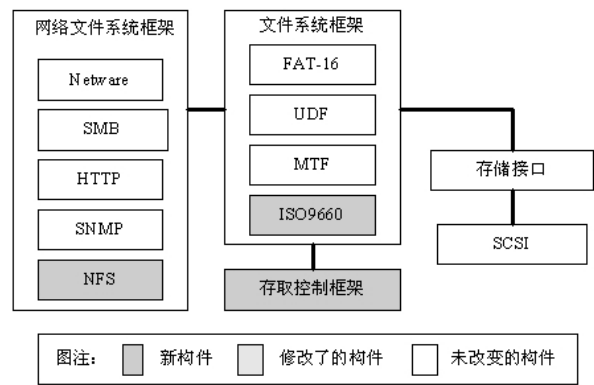 网络文件系统框架
Netware
SMB
HTTP
SNMP
NFS
文件系统框架
FAT-16
UDF
MTF
ISO9660
存取控制框架
存储接口
SCSI
图注: 新构件 修改了的构件 未改变的构件